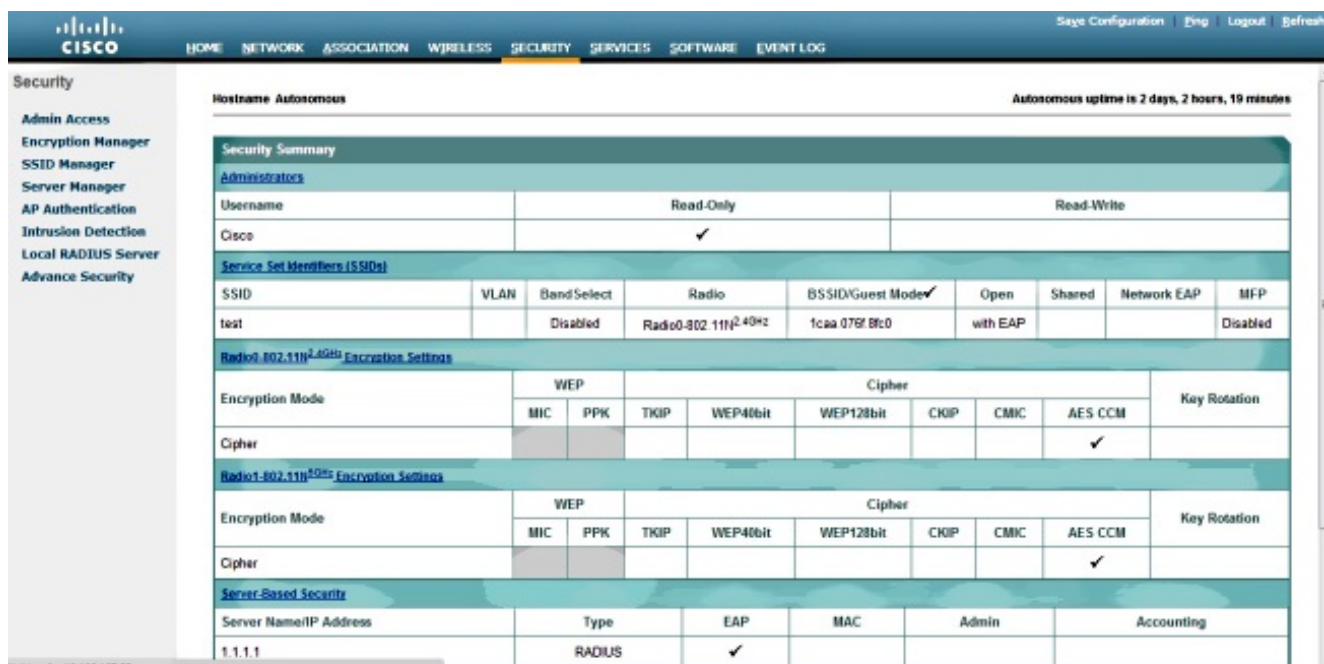 Save Configuration | Ping | Logout | Refresh
CISCO
HOME NETWORK ASSOCIATION WIRELESS SECURITY SERVICES SOFTWARE EVENT LOG
Security
Admin Access
Encryption Manager
SSID Manager
Server Manager
AP Authentication
Intrusion Detection
Local RADIUS Server
Advance Security
Hostname Autonomous
Autonomous uptime is 2 days, 2 hours, 19 minutes
Security Summary
Administrators
Username Read-Only Read-Write
Cisco ✓
Service Set Identifiers (SSIDs)
SSID VLAN BandSelect Radio BSSID/Guest Mode✓ Open Shared Network EAP MFP
test Disabled Radio0-802.11N2.4GHz 1caa.076f.8fc0 with EAP Disabled
Radio0-802.11N2.4GHz Encryption Settings
Encryption Mode WEP Cipher Key Rotation
MIC PPK TKIP WEP40bit WEP128bit CKIP CMIC AES CCM
Cipher ✓
Radio1-802.11N5GHz Encryption Settings
Encryption Mode WEP Cipher Key Rotation
MIC PPK TKIP WEP40bit WEP128bit CKIP CMIC AES CCM
Cipher ✓
Server-Based Security
Server Name/IP Address Type EAP MAC Admin Accounting
1.1.1.1 RADIUS ✓